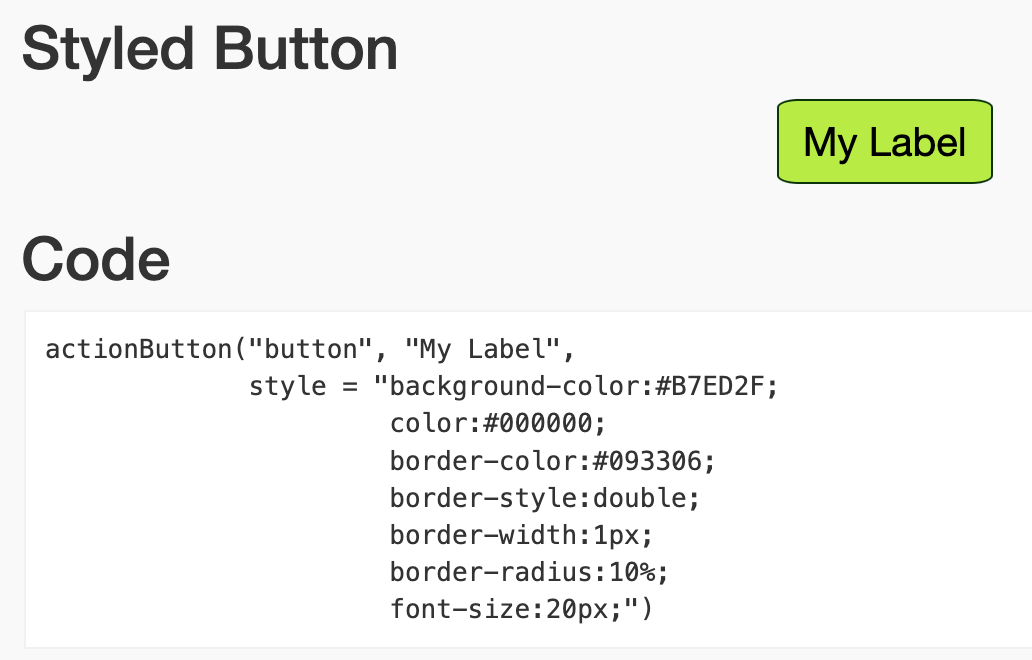 Styled Button
My Label
Code
actionButton("button", "My Label",
             style = "background-color:#B7ED2F;
                      color:#000000;
                      border-color:#093306;
                      border-style:double;
                      border-width:1px;
                      border-radius:10%;
                      font-size:20px;")